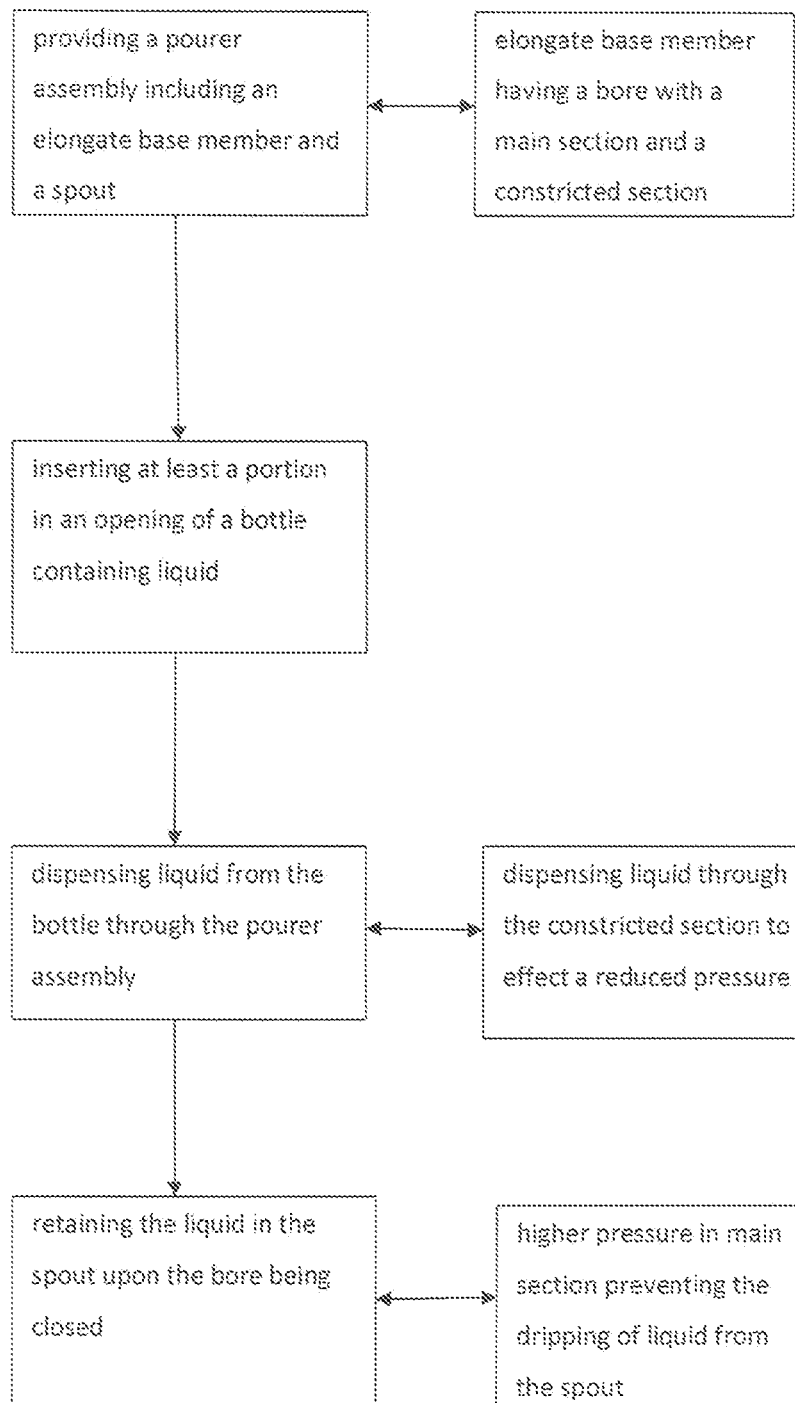 providing a pourer
assembly including an
elongate base member and
a spout
elongate base member
having a bore with a
main section and a
constricted section
inserting at least a portion
in an opening of a bottle
containing liquid
dispensing liquid from the
bottle through the pourer
assembly
dispensing liquid through
the constricted section to
effect a reduced pressure
retaining the liquid in the
spout upon the bore being
closed
higher pressure in main
section preventing the
dripping of liquid from
the spout